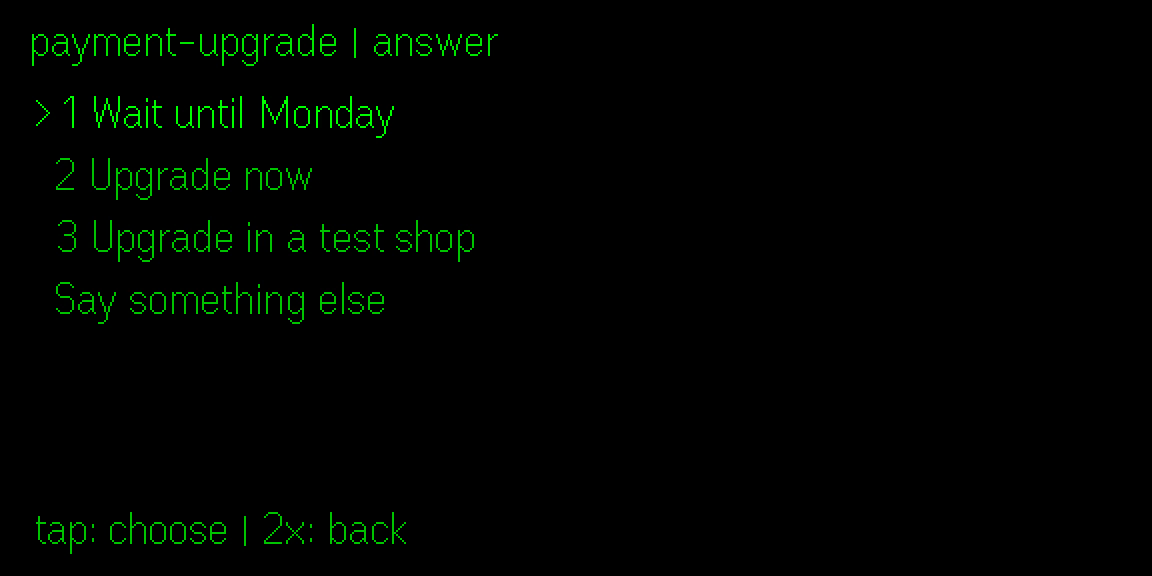 payment-upgrade | answer
> 1 Wait until Monday
2 Upgrade now
3 Upgrade in a test shop
Say something else
tap: choose | 2x: back